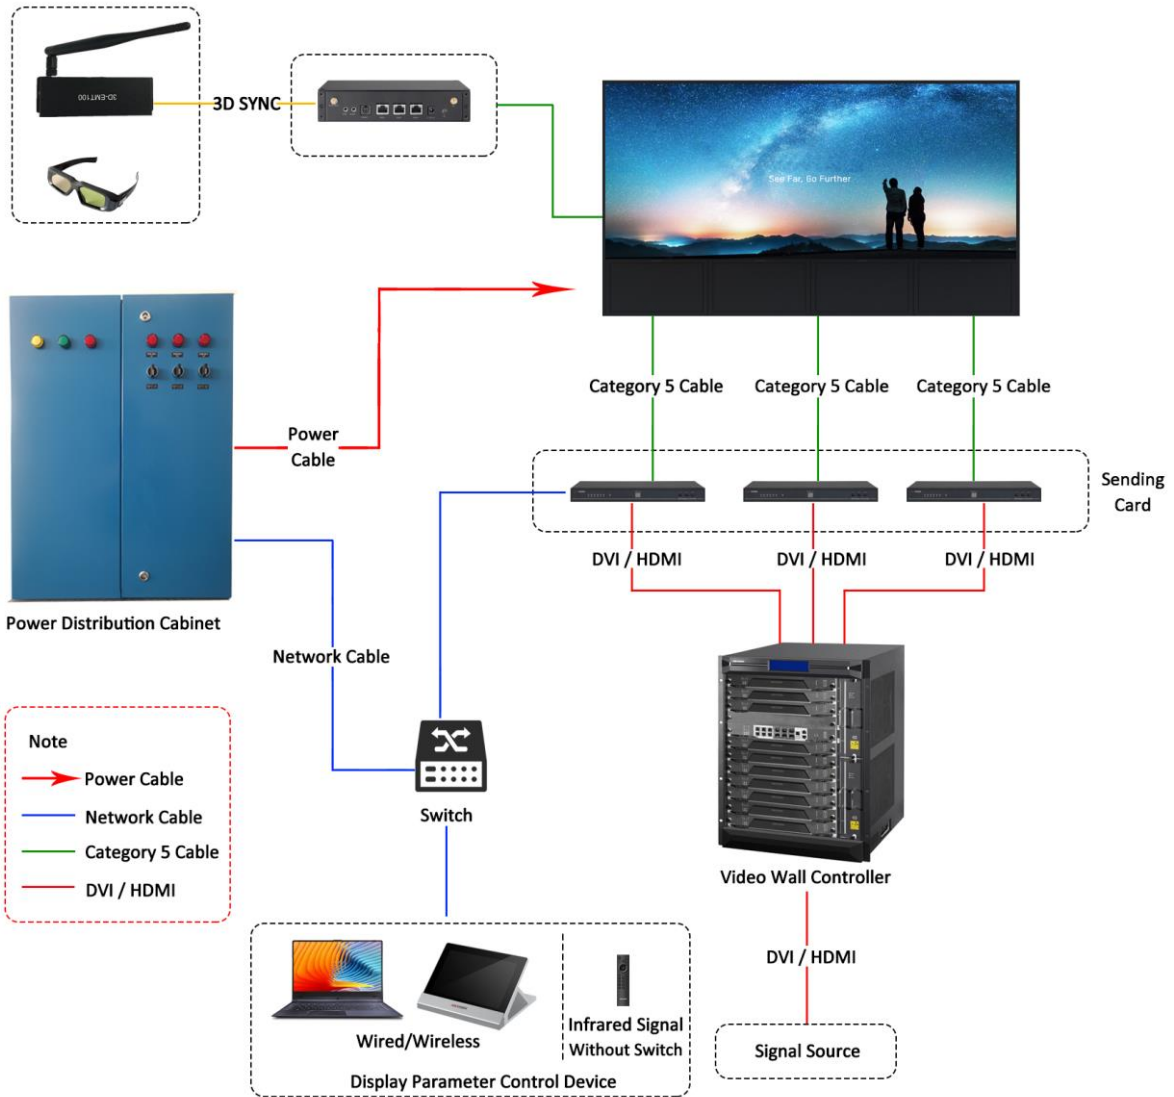 3D-EMT100
3D SYNC
See Far, Go Further
Category 5 Cable
Category 5 Cable
Category 5 Cable
Power
Cable
Sending
Card
DVI / HDMI
DVI / HDMI
DVI / HDMI
Power Distribution Cabinet
Network Cable
Note
Power Cable
Network Cable
Category 5 Cable
DVI / HDMI
Switch
Video Wall Controller
DVI / HDMI
Wired/Wireless
Infrared Signal
Without Switch
Display Parameter Control Device
Signal Source